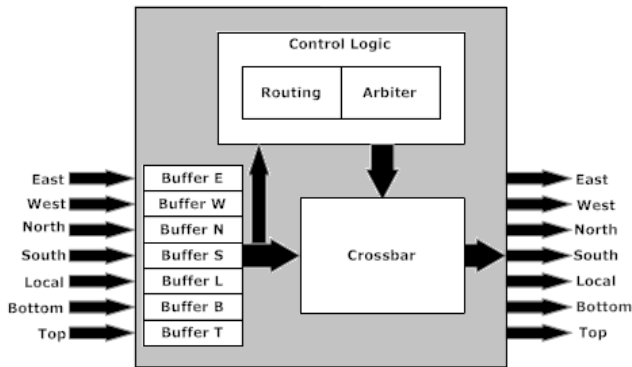 Control Logic
Routing Arbiter
East Buffer E East
West Buffer W West
North Buffer N North
South Buffer S Crossbar South
Local Buffer L Local
Bottom Buffer B Bottom
Top Buffer T Top